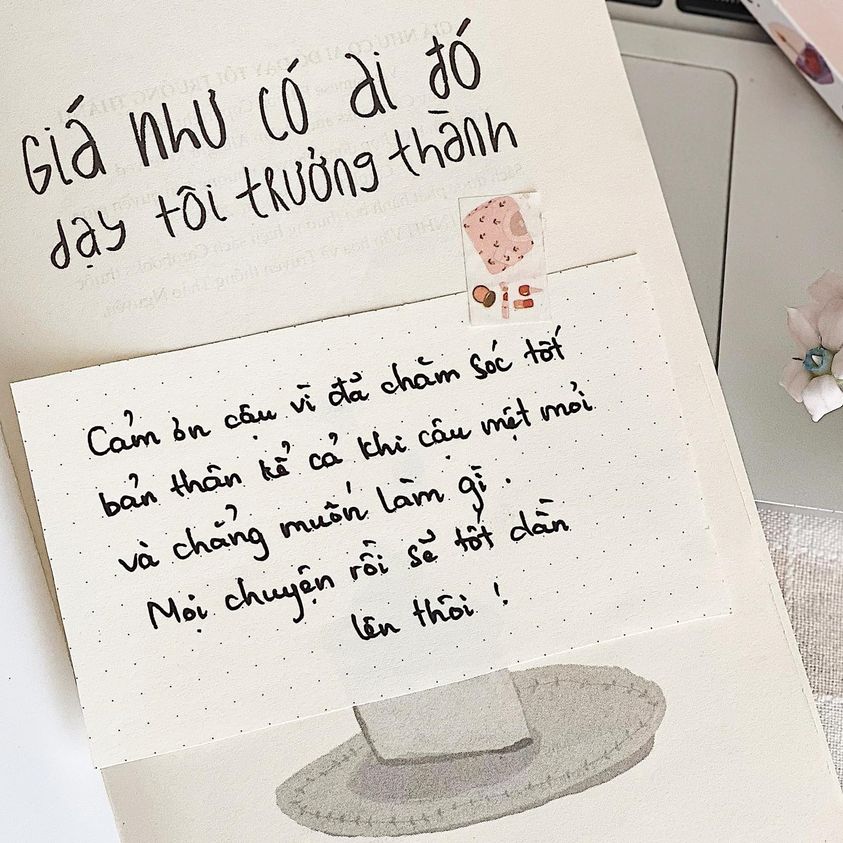 Giá như có ai đó
dạy tôi trưởng thành
Cảm ơn cậu vì đã chăm sóc tốt
bản thân kể cả khi cậu mệt mỏi
và chẳng muốn làm gì.
Mọi chuyện rồi sẽ tốt dần
lên thôi!